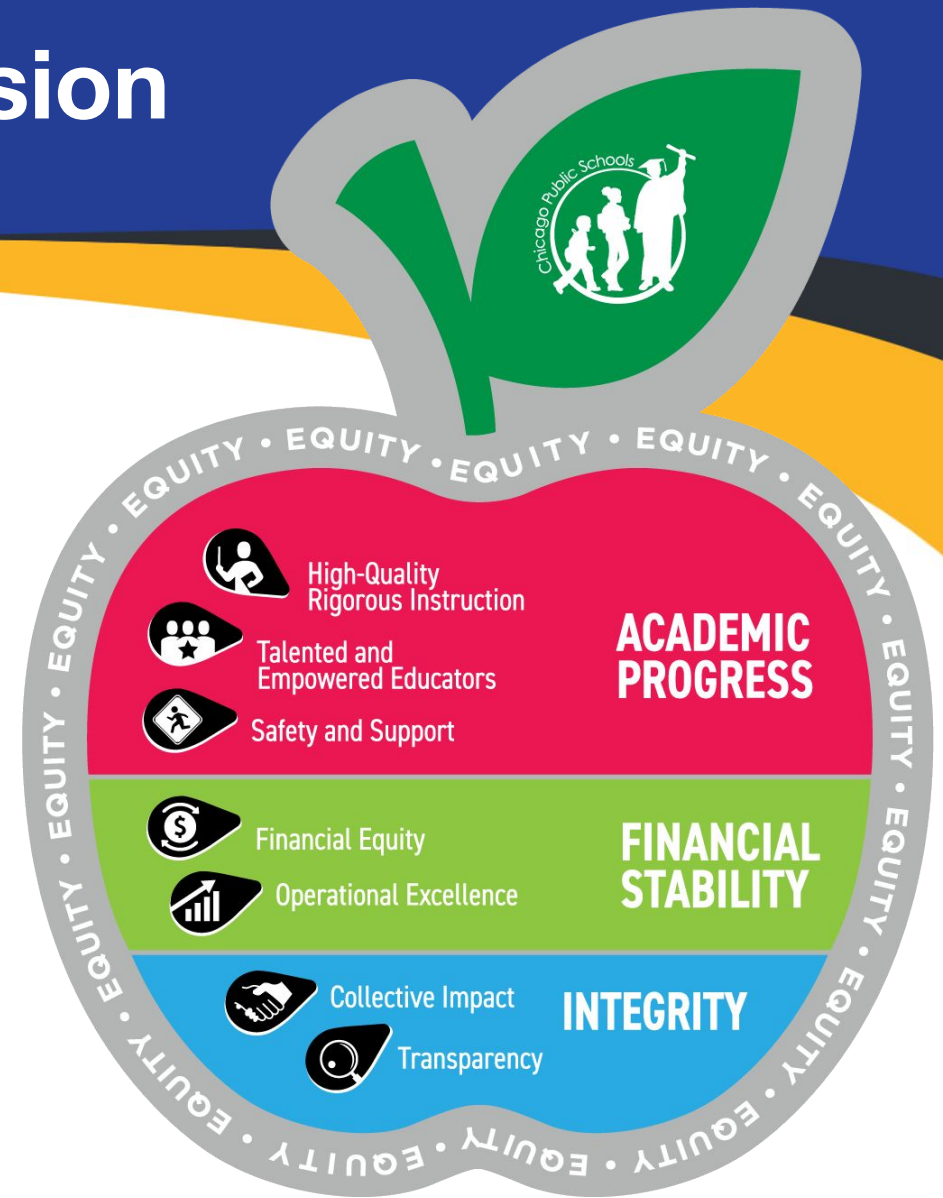 sion
Chicago Public Schools
EQUITY • EQUITY • EQUITY • EQUITY • EQUITY • EQUITY • EQUITY • EQUITY • EQUITY • EQUITY • EQUITY • EQUITY • EQUITY • EQUITY • EQUITY •
High-Quality
Rigorous Instruction
Talented and
Empowered Educators
Safety and Support
ACADEMIC
PROGRESS
$
Financial Equity
Operational Excellence
FINANCIAL
STABILITY
Collective Impact
Transparency
INTEGRITY